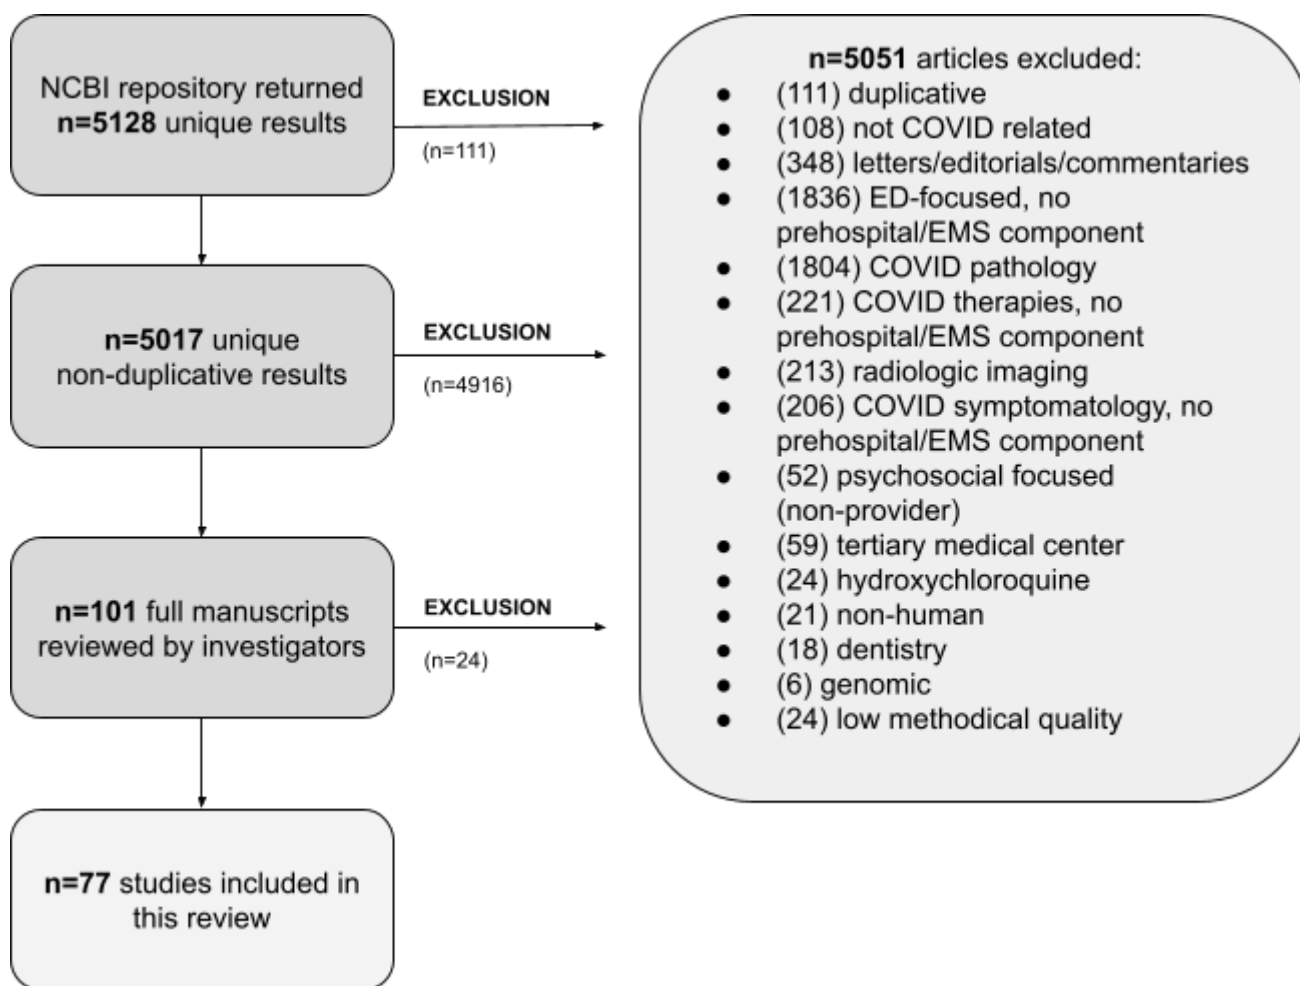 NCBI repository returned
n=5128 unique results
EXCLUSION
(n=111)
n=5017 unique
non-duplicative results
EXCLUSION
(n=4916)
n=101 full manuscripts
reviewed by investigators
EXCLUSION
(n=24)
n=77 studies included in
this review
n=5051 articles excluded:
● (111) duplicative
● (108) not COVID related
● (348) letters/editorials/commentaries
● (1836) ED-focused, no
prehospital/EMS component
● (1804) COVID pathology
● (221) COVID therapies, no
prehospital/EMS component
● (213) radiologic imaging
● (206) COVID symptomatology, no
prehospital/EMS component
● (52) psychosocial focused
(non-provider)
● (59) tertiary medical center
● (24) hydroxychloroquine
● (21) non-human
● (18) dentistry
● (6) genomic
● (24) low methodical quality